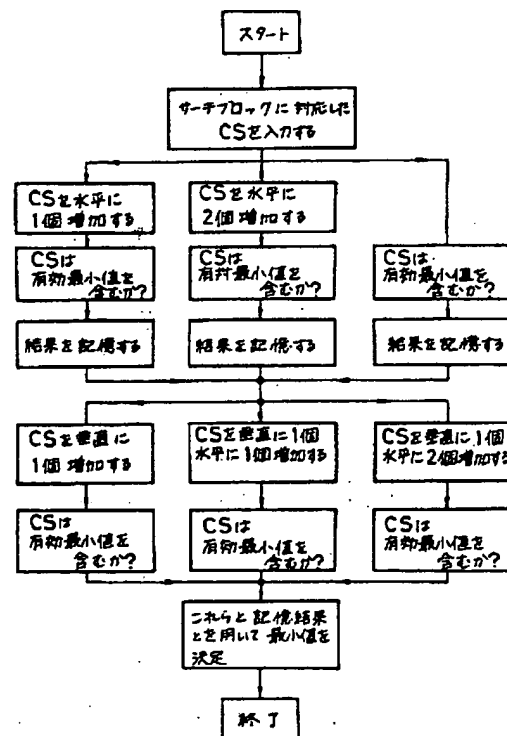 スタート
サーチブロックに対応した
CSを入力する
CSを水平に
1個増加する
CSを水平に
2個増加する
CSは
有効最小値を
含むか?
CSは
有効最小値を
含むか?
CSは
有効最小値を
含むか?
結果を記憶する
結果を記憶する
結果を記憶する
CSを垂直に
1個増加する
CSを垂直に1個
水平に1個増加する
CSを垂直に1個
水平に2個増加する
CSは
有効最小値を
含むか?
CSは
有効最小値を
含むか?
CSは
有効最小値を
含むか?
これらと記憶結果
とを用いて最小値を
決定
終了